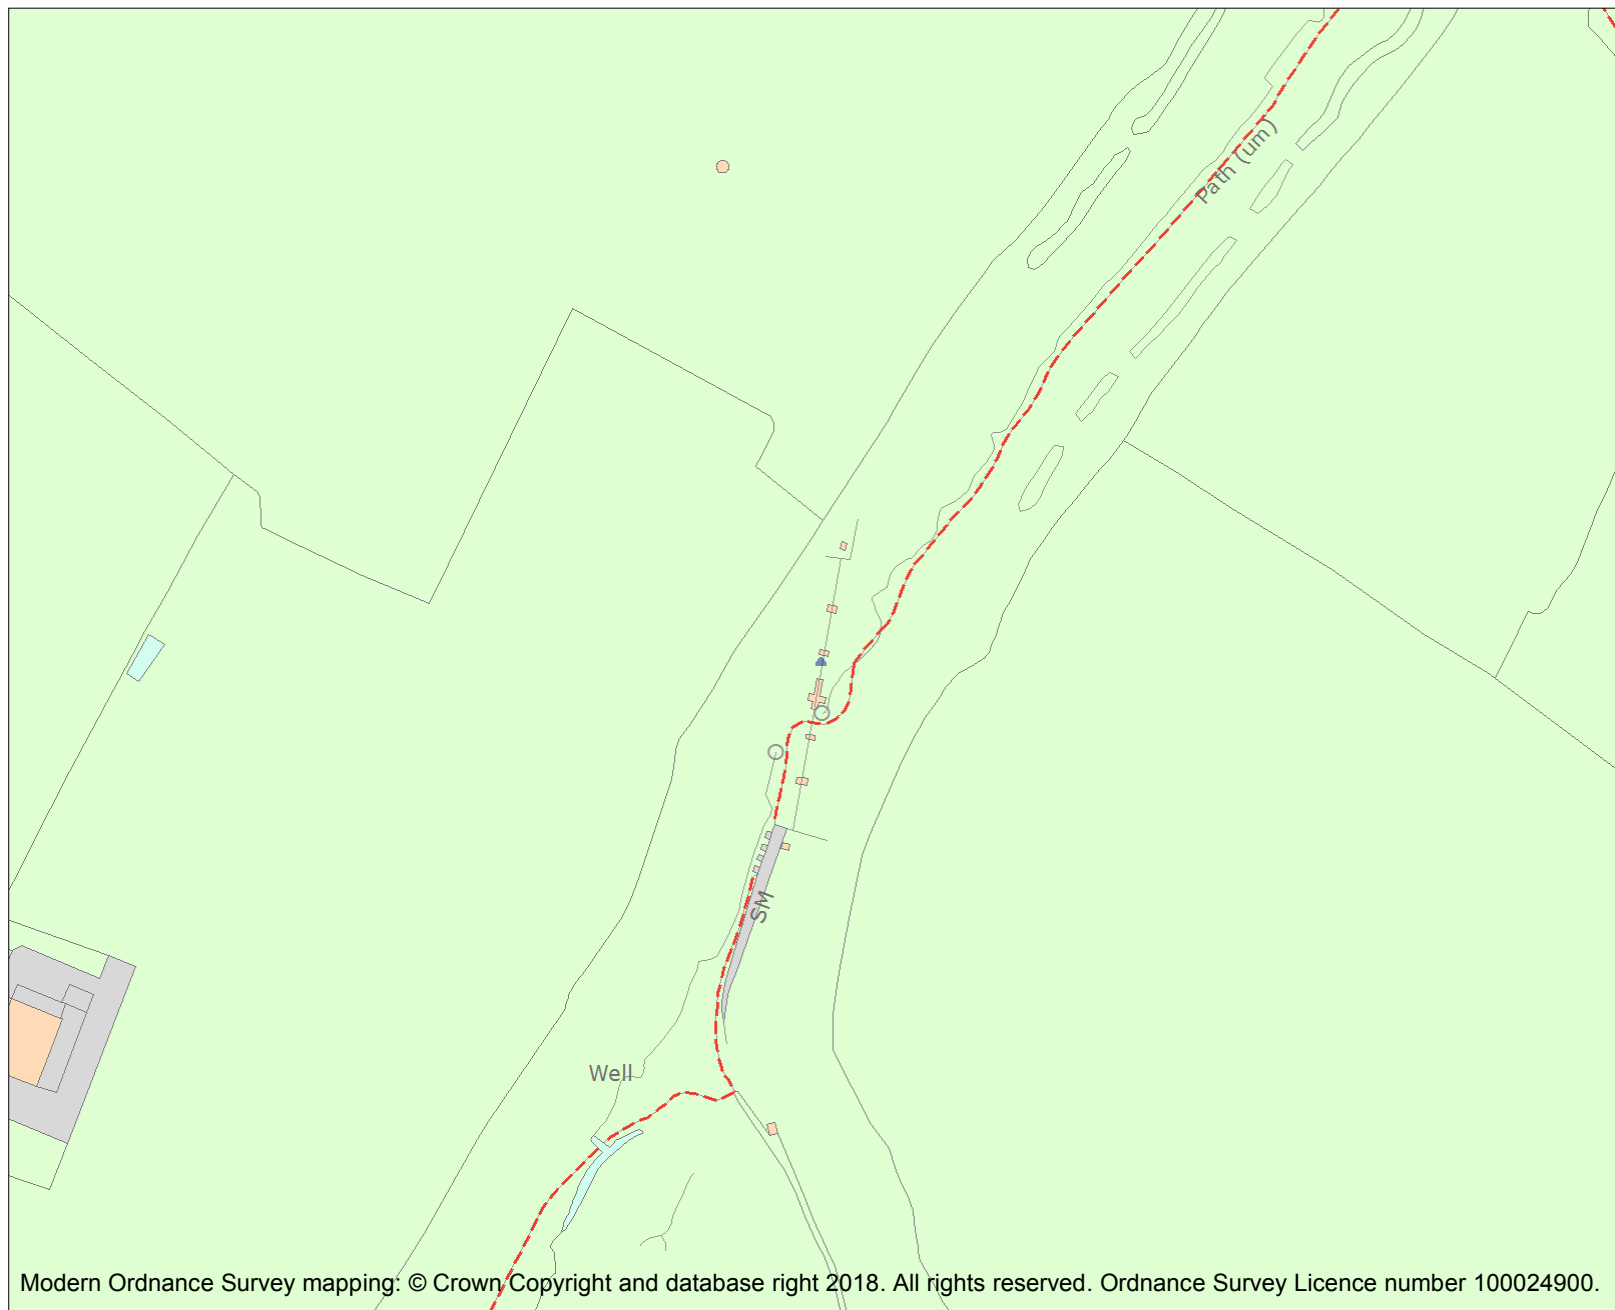 Path (um)
SM
Well
Modern Ordnance Survey mapping: © Crown Copyright and database right 2018. All rights reserved. Ordnance Survey Licence number 100024900.